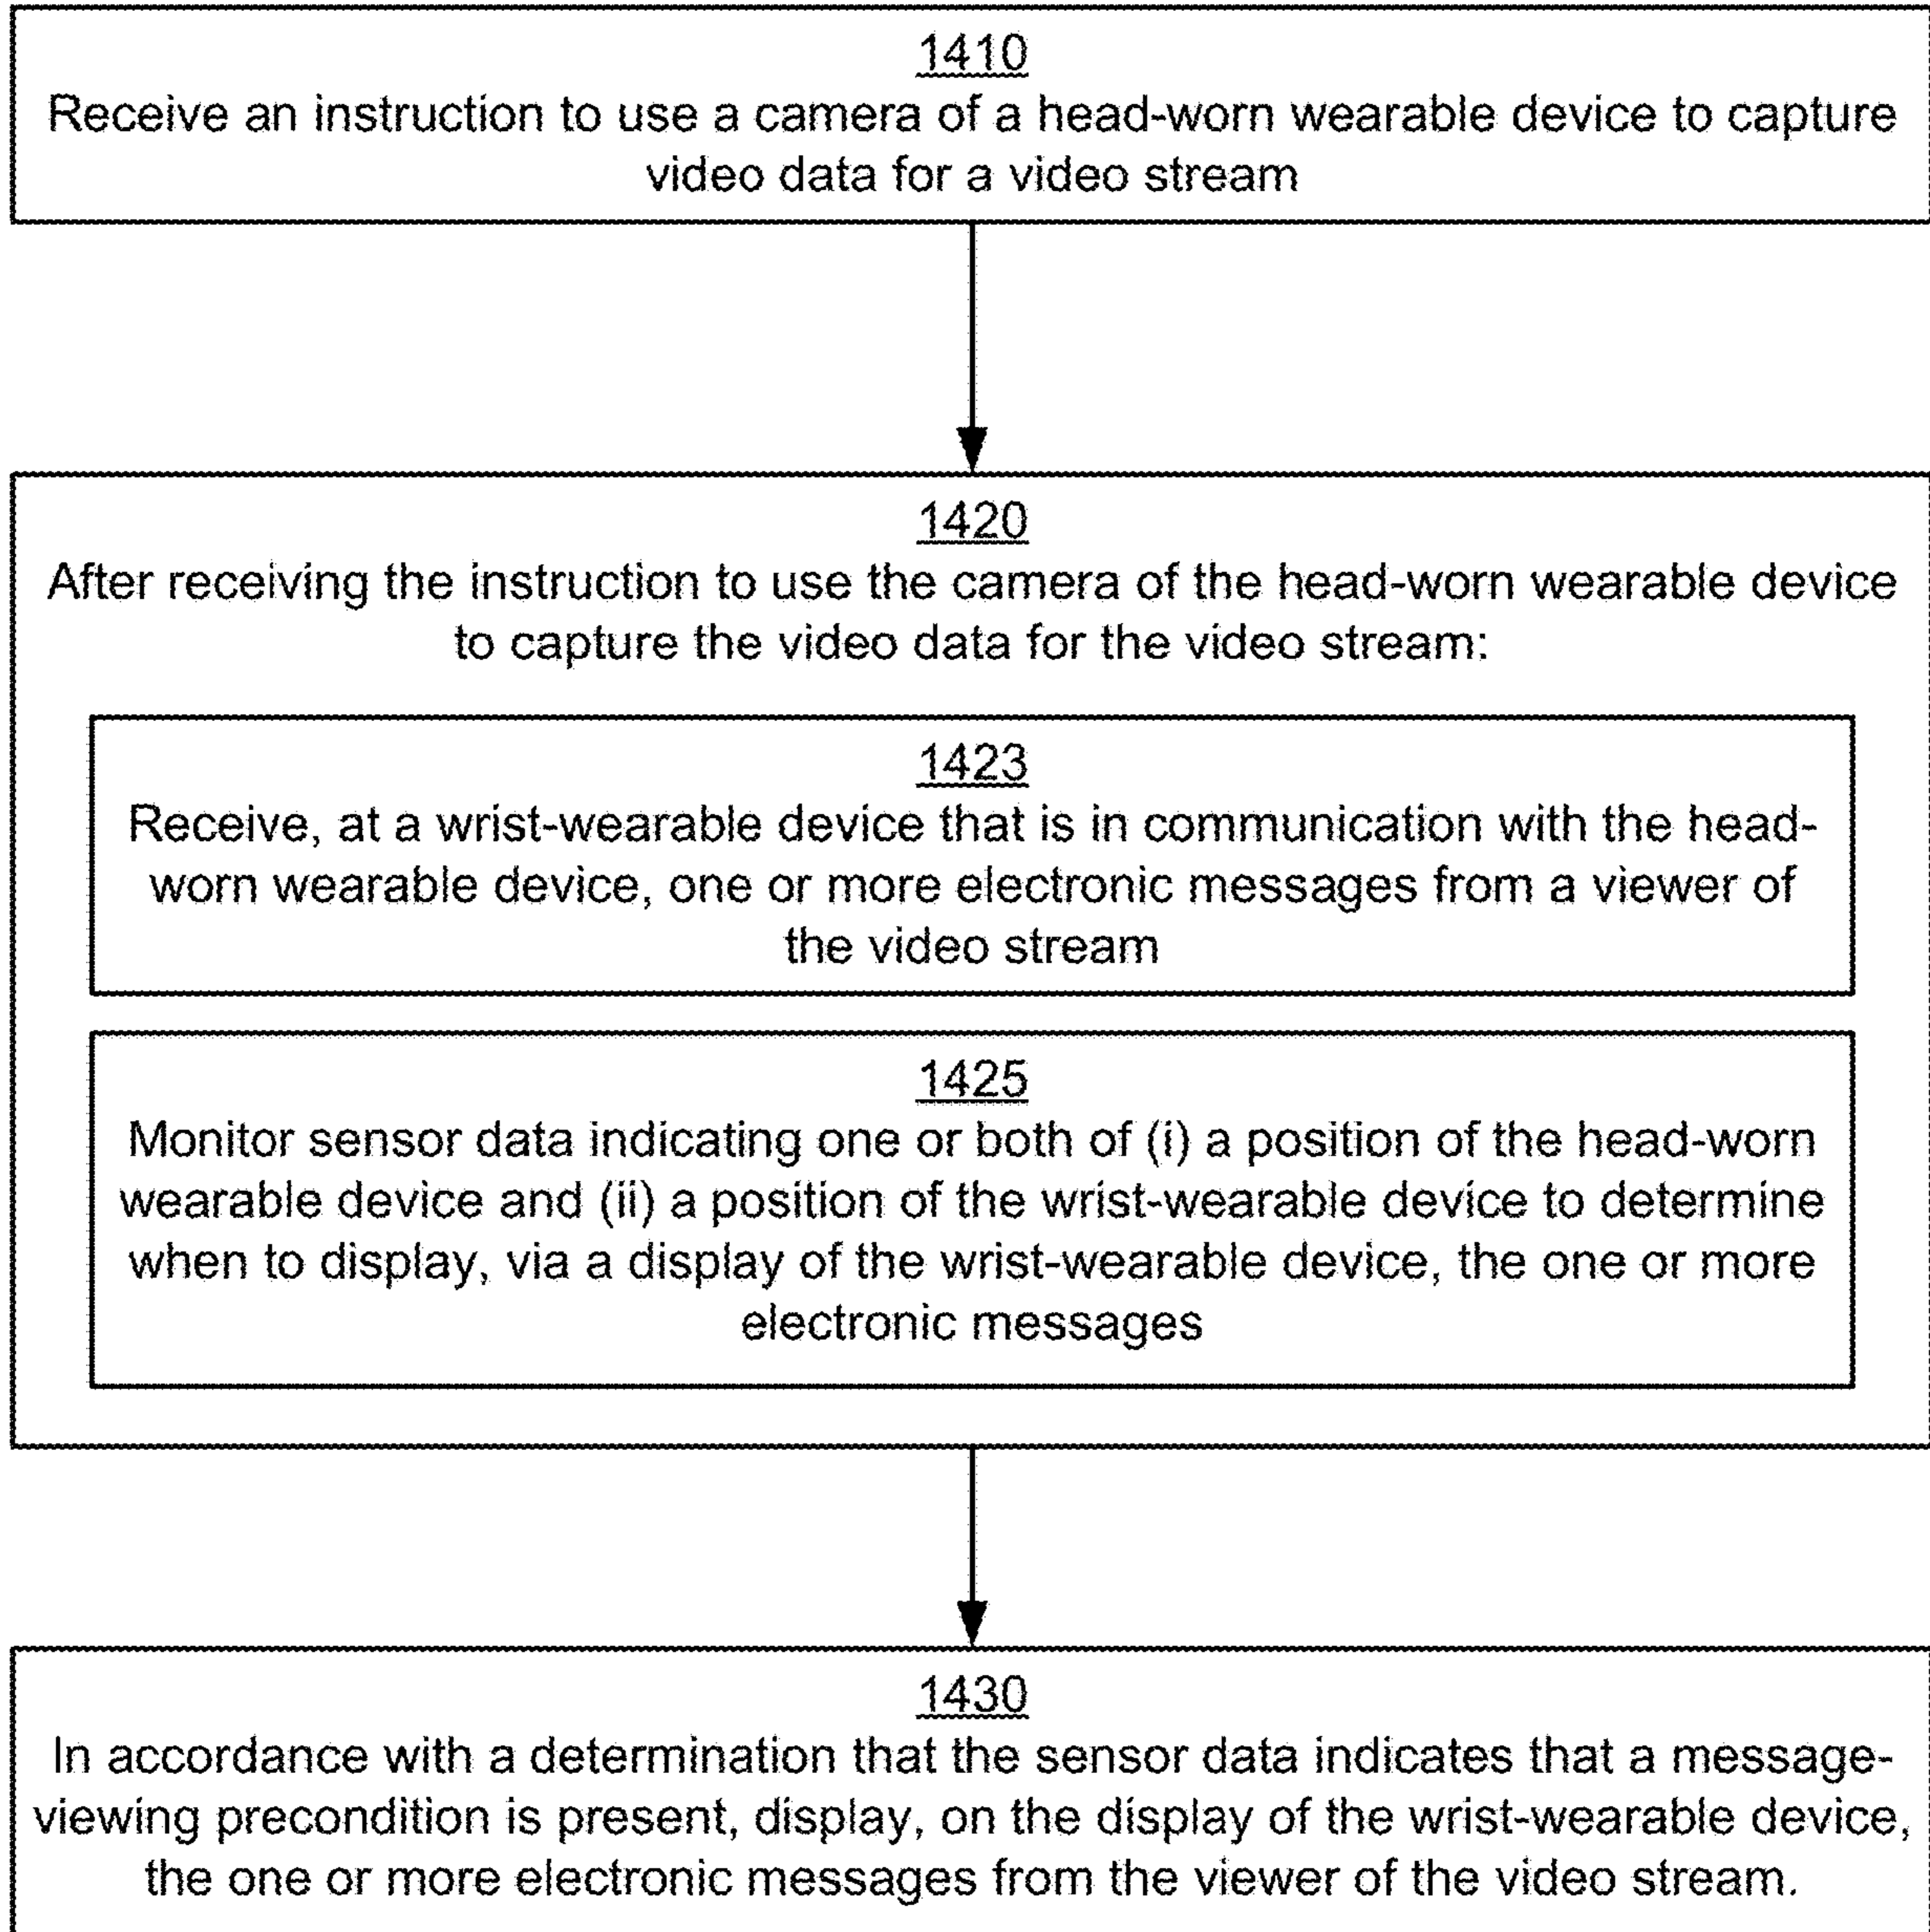 1410
Receive an instruction to use a camera of a head-worn wearable device to capture
video data for a video stream
1420
After receiving the instruction to use the camera of the head-worn wearable device
to capture the video data for the video stream:
1423
Receive, at a wrist-wearable device that is in communication with the head-
worn wearable device, one or more electronic messages from a viewer of
the video stream
1425
Monitor sensor data indicating one or both of (i) a position of the head-worn
wearable device and (ii) a position of the wrist-wearable device to determine
when to display, via a display of the wrist-wearable device, the one or more
electronic messages
1430
In accordance with a determination that the sensor data indicates that a message-
viewing precondition is present, display, on the display of the wrist-wearable device,
the one or more electronic messages from the viewer of the video stream.